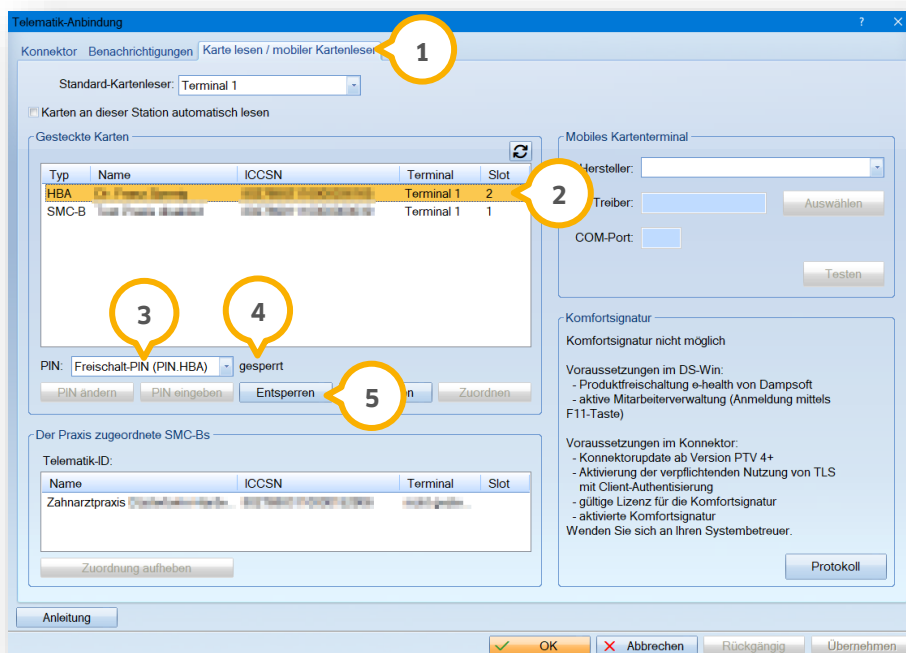 Telematik-Anbindung ? X
Konnektor Benachrichtigungen Karte lesen / mobiler Kartenleser
1
Standard-Kartenleser: Terminal 1
Karten an dieser Station automatisch lesen
Gesteckte Karten
Typ Name ICCSN Terminal Slot
HBA Terminal 1 2
2
SMC-B Terminal 1 1
3
4
PIN: Freischalt-PIN (PIN.HBA) gesperrt
PIN ändern PIN eingeben Entsperren Zuordnen
5
Der Praxis zugeordnete SMC-Bs
Telematik-ID:
Name ICCSN Terminal Slot
Zahnarztpraxis
Zuordnung aufheben
Mobiles Kartenterminal
Hersteller:
Treiber: Auswählen
COM-Port:
Testen
Komfortsignatur
Komfortsignatur nicht möglich
Voraussetzungen im DS-Win:
- Produktfreischaltung e-health von Dampsoft
- aktive Mitarbeiterverwaltung (Anmeldung mittels
F11-Taste)
Voraussetzungen im Konnektor:
- Konnektorupdate ab Version PTV 4+
- Aktivierung der verpflichtenden Nutzung von TLS
mit Client-Authentisierung
- gültige Lizenz für die Komfortsignatur
- aktivierte Komfortsignatur
Wenden Sie sich an Ihren Systembetreuer.
Protokoll
Anleitung
OK Abbrechen Rückgängig Übernehmen